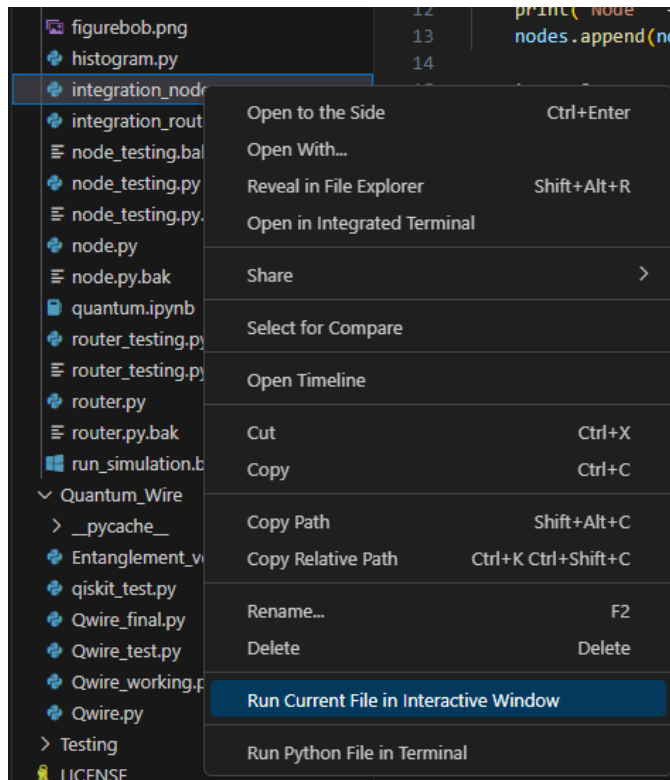 figurebob.png
histogram.py
integration_node
integration_rout
node_testing.bal
node_testing.py
node_testing.py.
node.py
node.py.bak
quantum.ipynb
router_testing.py
router_testing.py
router.py
router.py.bak
run_simulation.b
Quantum_Wire
__pycache__
Entanglement_v
qiskit_test.py
Qwire_final.py
Qwire_test.py
Qwire_working.p
Qwire.py
Testing
LICENSE
12 print( Node
13 nodes.append(no
14
Open to the Side Ctrl+Enter
Open With...
Reveal in File Explorer Shift+Alt+R
Open in Integrated Terminal
Share
Select for Compare
Open Timeline
Cut Ctrl+X
Copy Ctrl+C
Copy Path Shift+Alt+C
Copy Relative Path Ctrl+K Ctrl+Shift+C
Rename... F2
Delete Delete
Run Current File in Interactive Window
Run Python File in Terminal